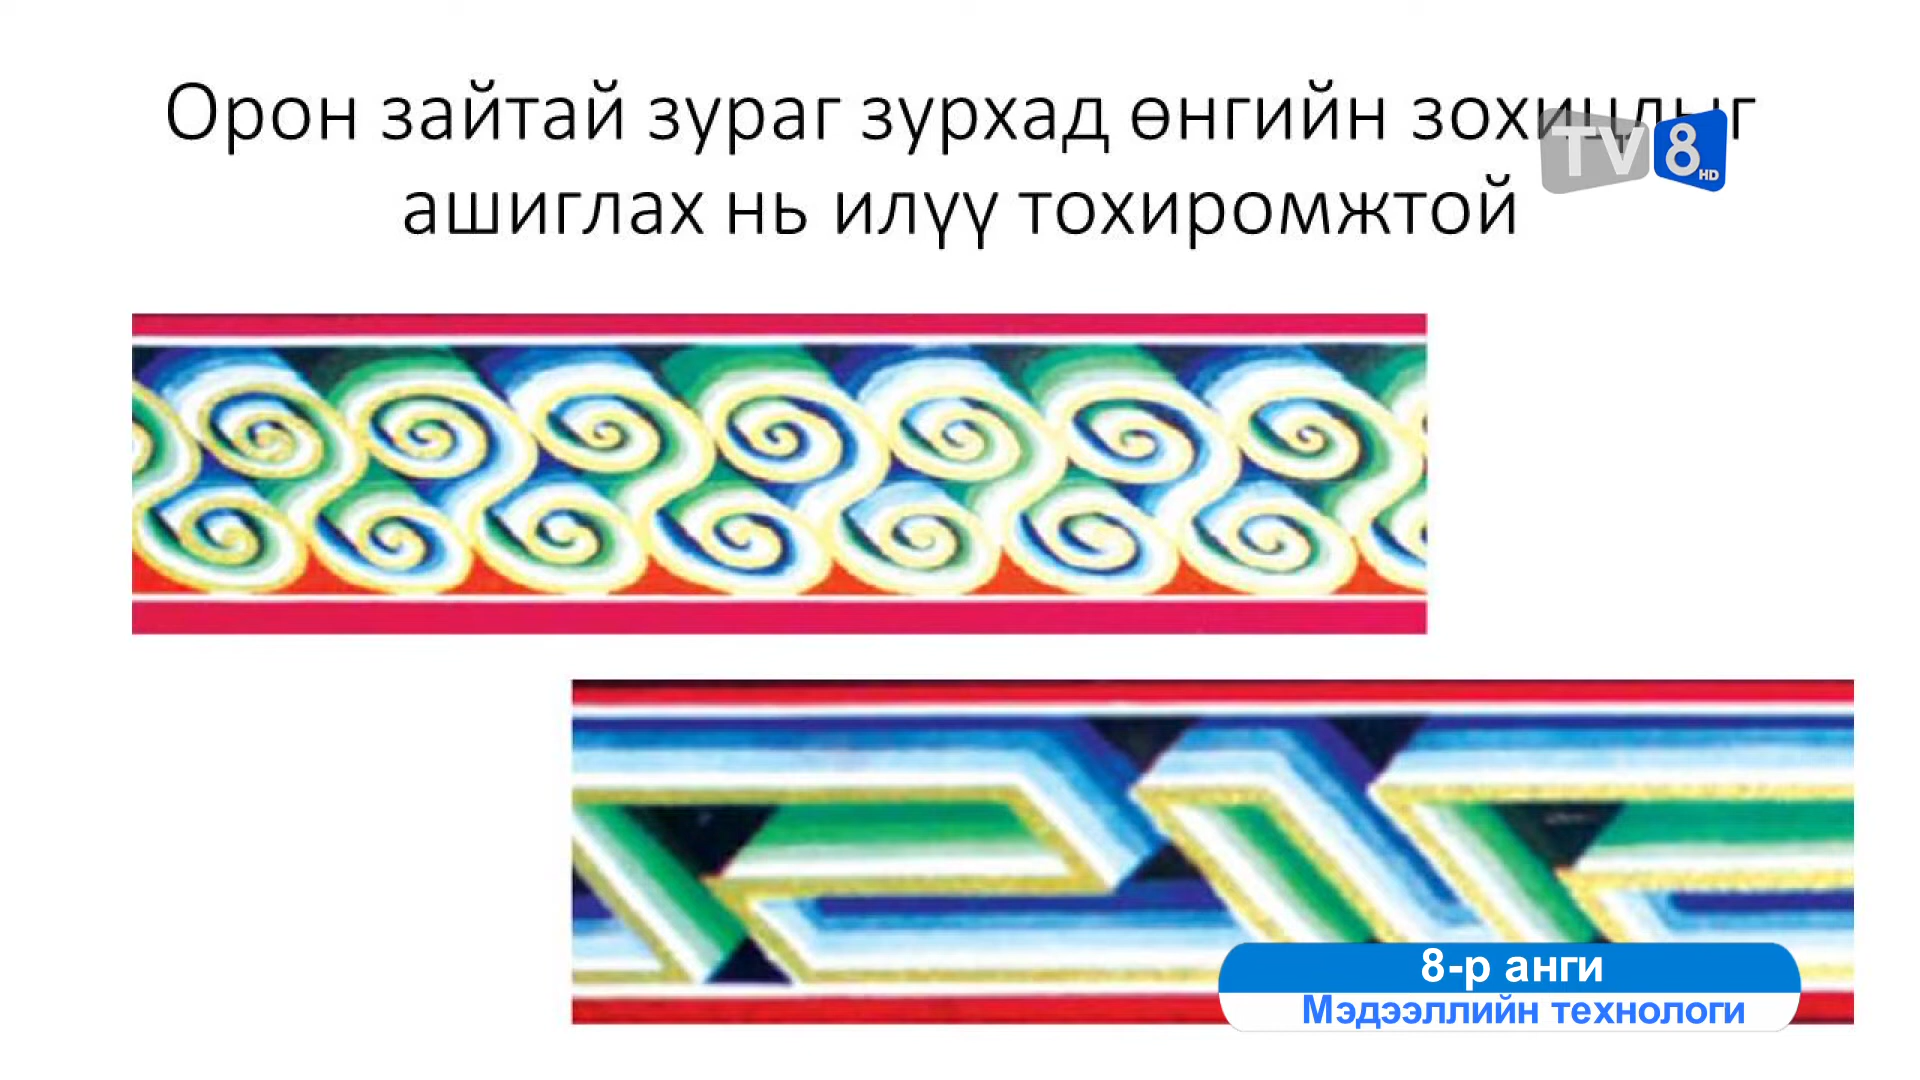 Орон зайтай зураг зурхад өнгийн зохицлыг
ашиглах нь илүү тохиромжтой
TV8 HD
8-р анги
Мэдээллийн технологи